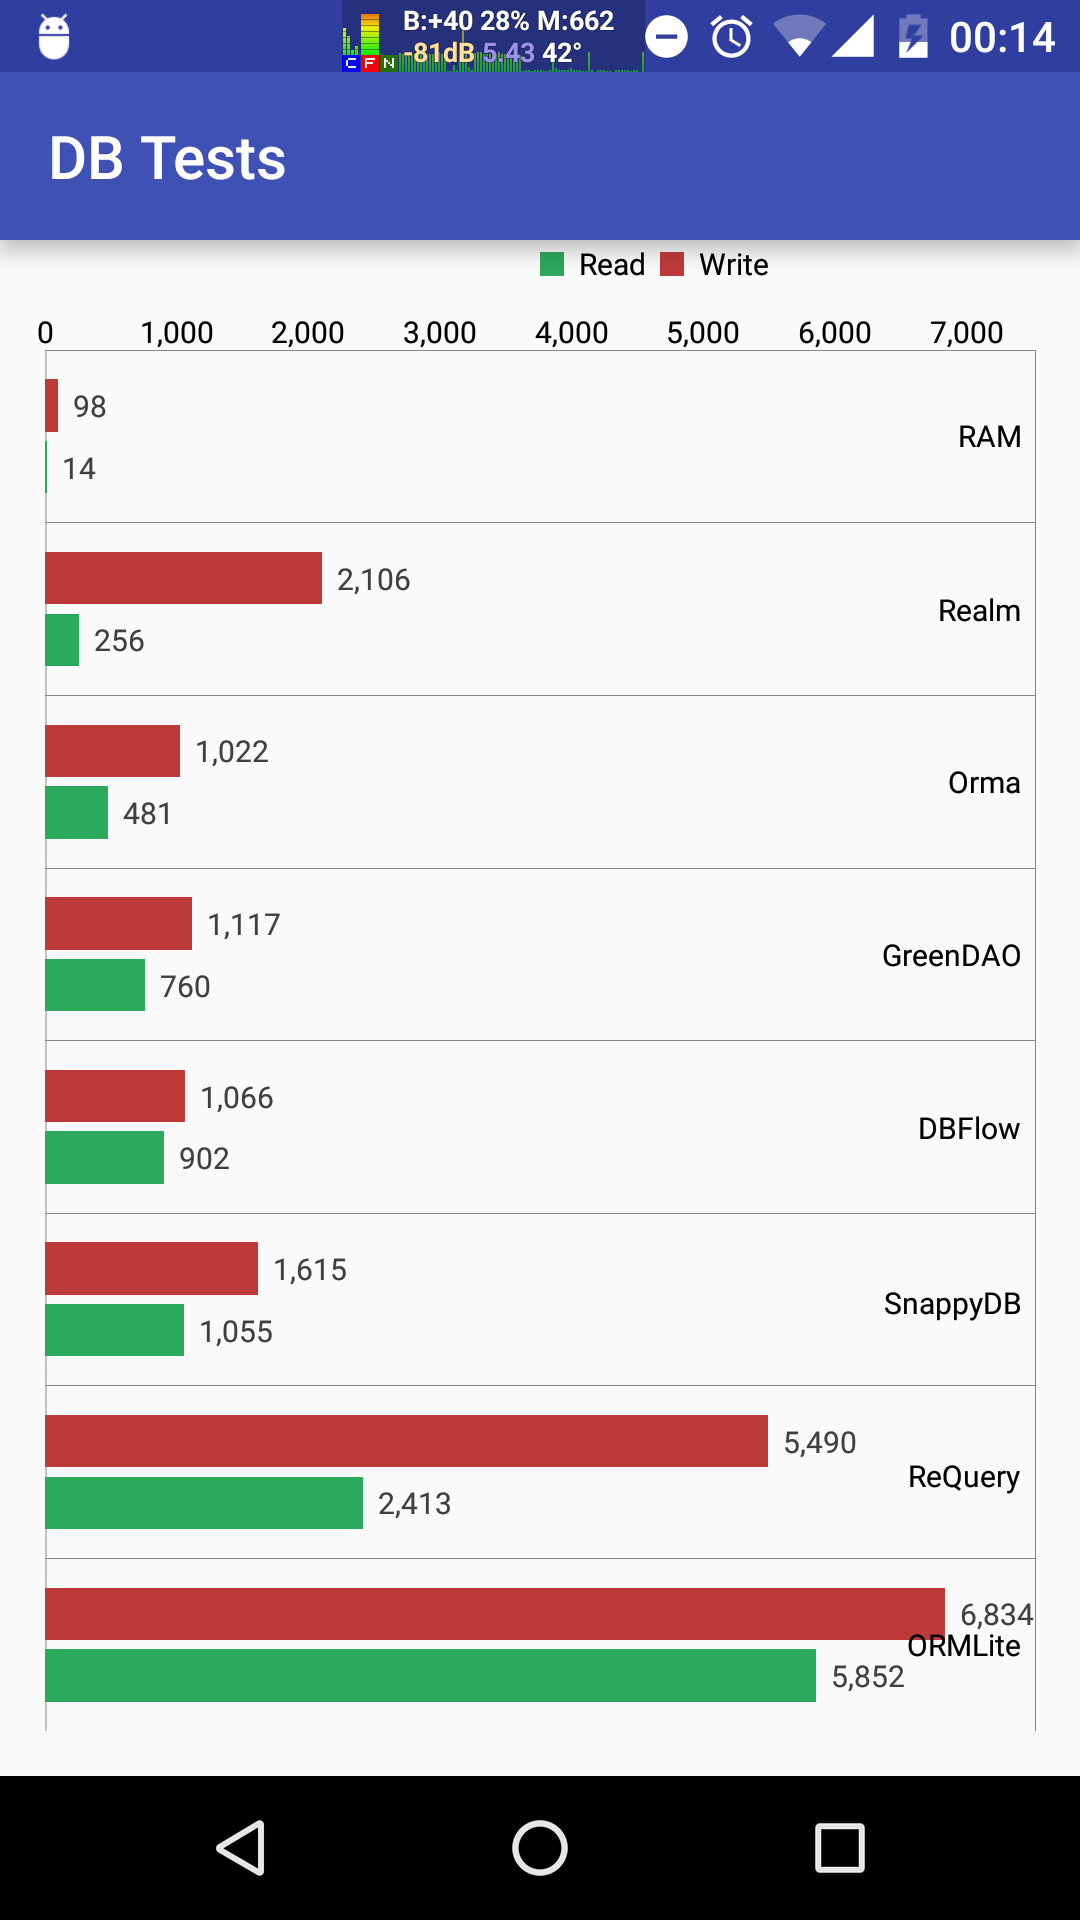 B:+40 28% M:662
-81dB 5.43 42°
C F N
00:14
DB Tests
Read Write
0 1,000 2,000 3,000 4,000 5,000 6,000 7,000
98
RAM
14
2,106
Realm
256
1,022
Orma
481
1,117
GreenDAO
760
1,066
DBFlow
902
1,615
SnappyDB
1,055
5,490
ReQuery
2,413
6,834
ORMLite
5,852